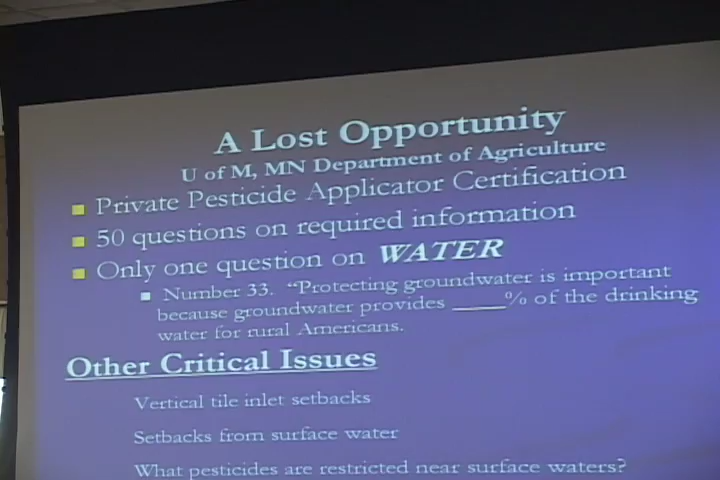 A Lost Opportunity
U of M, MN Department of Agriculture
Private Pesticide Applicator Certification
50 questions on required information
Only one question on WATER
Number 33. “Protecting groundwater is important
because groundwater provides _____% of the drinking
water for rural Americans.
Other Critical Issues
Vertical tile inlet setbacks
Setbacks from surface water
What pesticides are restricted near surface waters?